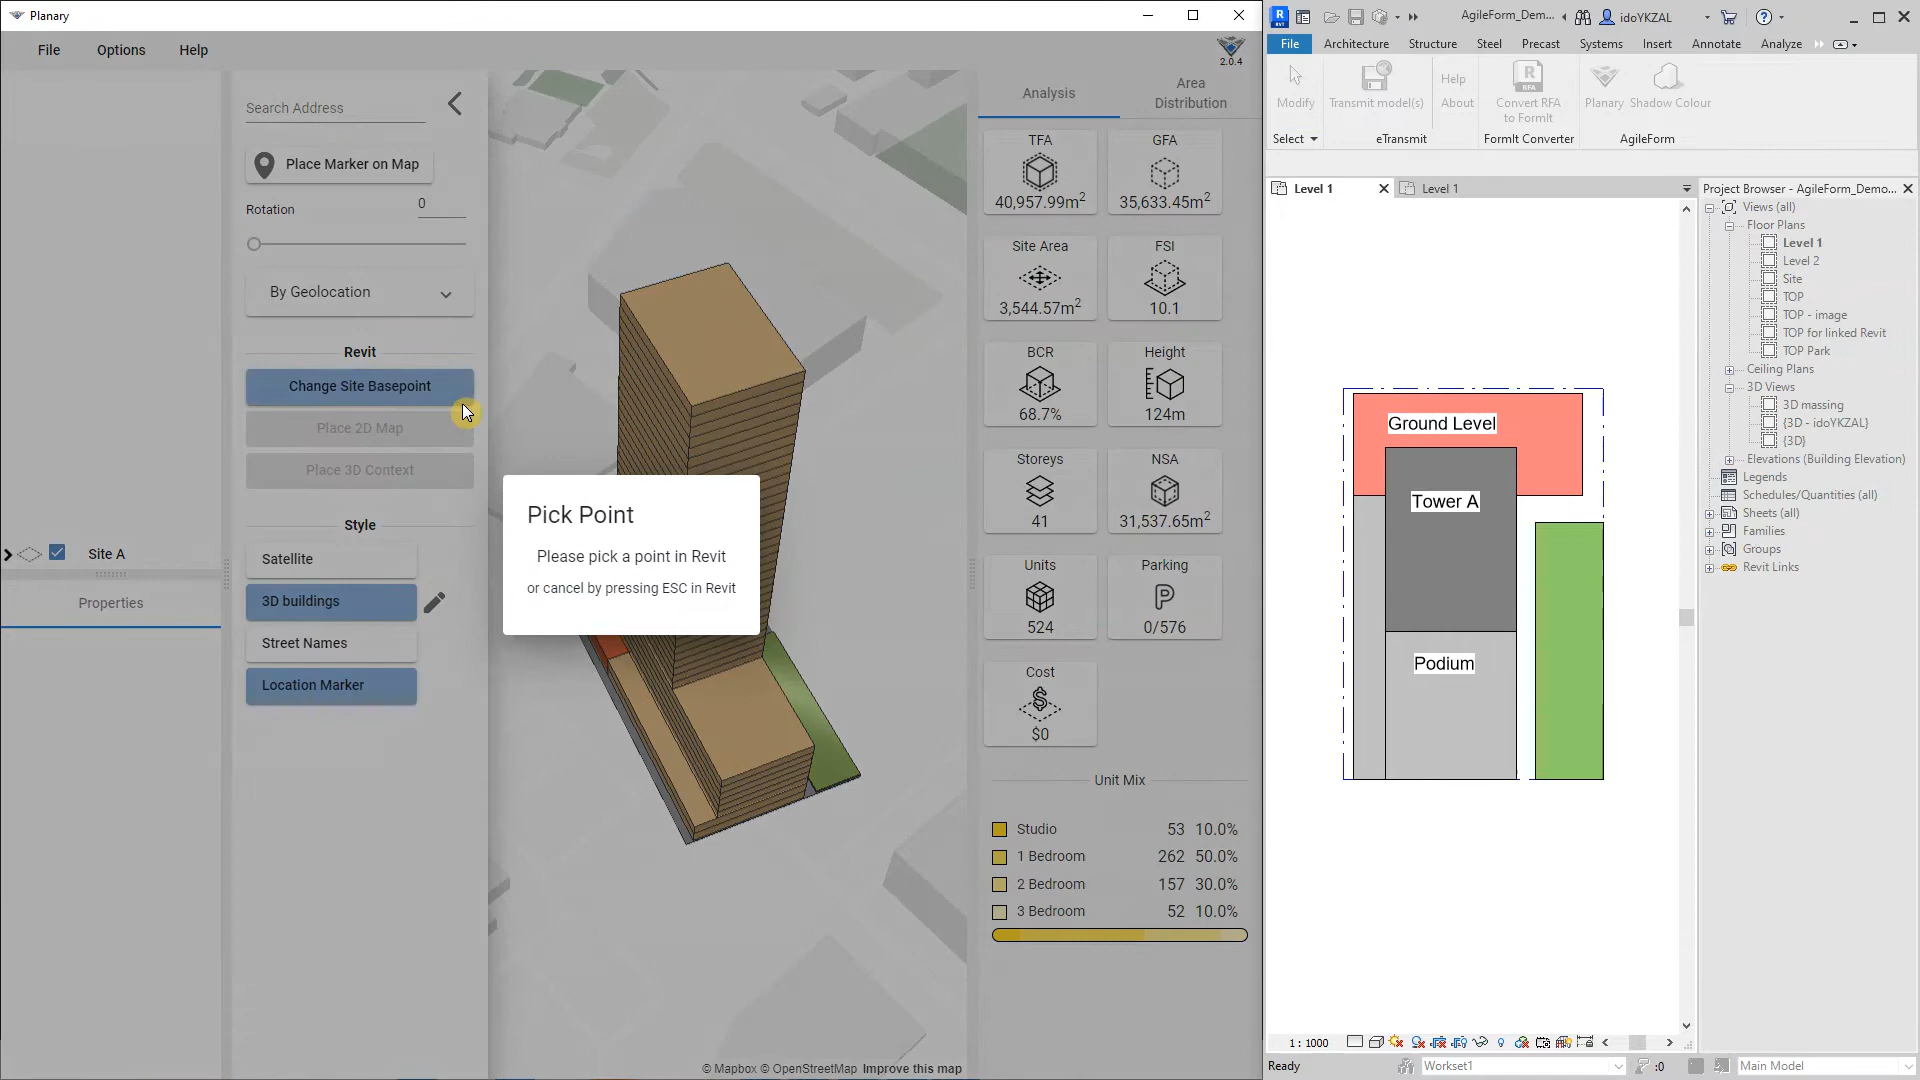 Planary
File Options Help
2.0.4
Search Address
Place Marker on Map
Rotation 0
By Geolocation
Revit
Change Site Basepoint
Place 2D Map
Place 3D Context
Style
Satellite
3D buildings
Street Names
Location Marker
Site A
Properties
Pick Point
Please pick a point in Revit
or cancel by pressing ESC in Revit
© Mapbox © OpenStreetMap Improve this map
Analysis
Area
Distribution
TFA
40,957.99m²
GFA
35,633.45m²
Site Area
3,544.57m²
FSI
10.1
BCR
68.7%
Height
124m
Storeys
41
NSA
31,537.65m²
Units
524
Parking
0/576
Cost
$0
Unit Mix
Studio 53 10.0%
1 Bedroom 262 50.0%
2 Bedroom 157 30.0%
3 Bedroom 52 10.0%
R
RVT
AgileForm_Dem...
idoYKZAL
File Architecture Structure Steel Precast Systems Insert Annotate Analyze
Modify
Transmit model(s)
Help
About
R
RFA
Convert RFA
to FormIt
Planary
Shadow Colour
Select
eTransmit
FormIt Converter
AgileForm
Level 1
Level 1
Project Browser - AgileForm_Demo...
Views (all)
Floor Plans
Level 1
Level 2
Site
TOP
TOP - image
TOP for linked Revit
TOP Park
Ceiling Plans
3D Views
3D massing
{3D - idoYKZAL}
{3D}
Elevations (Building Elevation)
Legends
Schedules/Quantities (all)
Sheets (all)
Families
Groups
Revit Links
Ground Level
Tower A
Podium
1 : 1000
Ready
Workset1
:0
Main Model